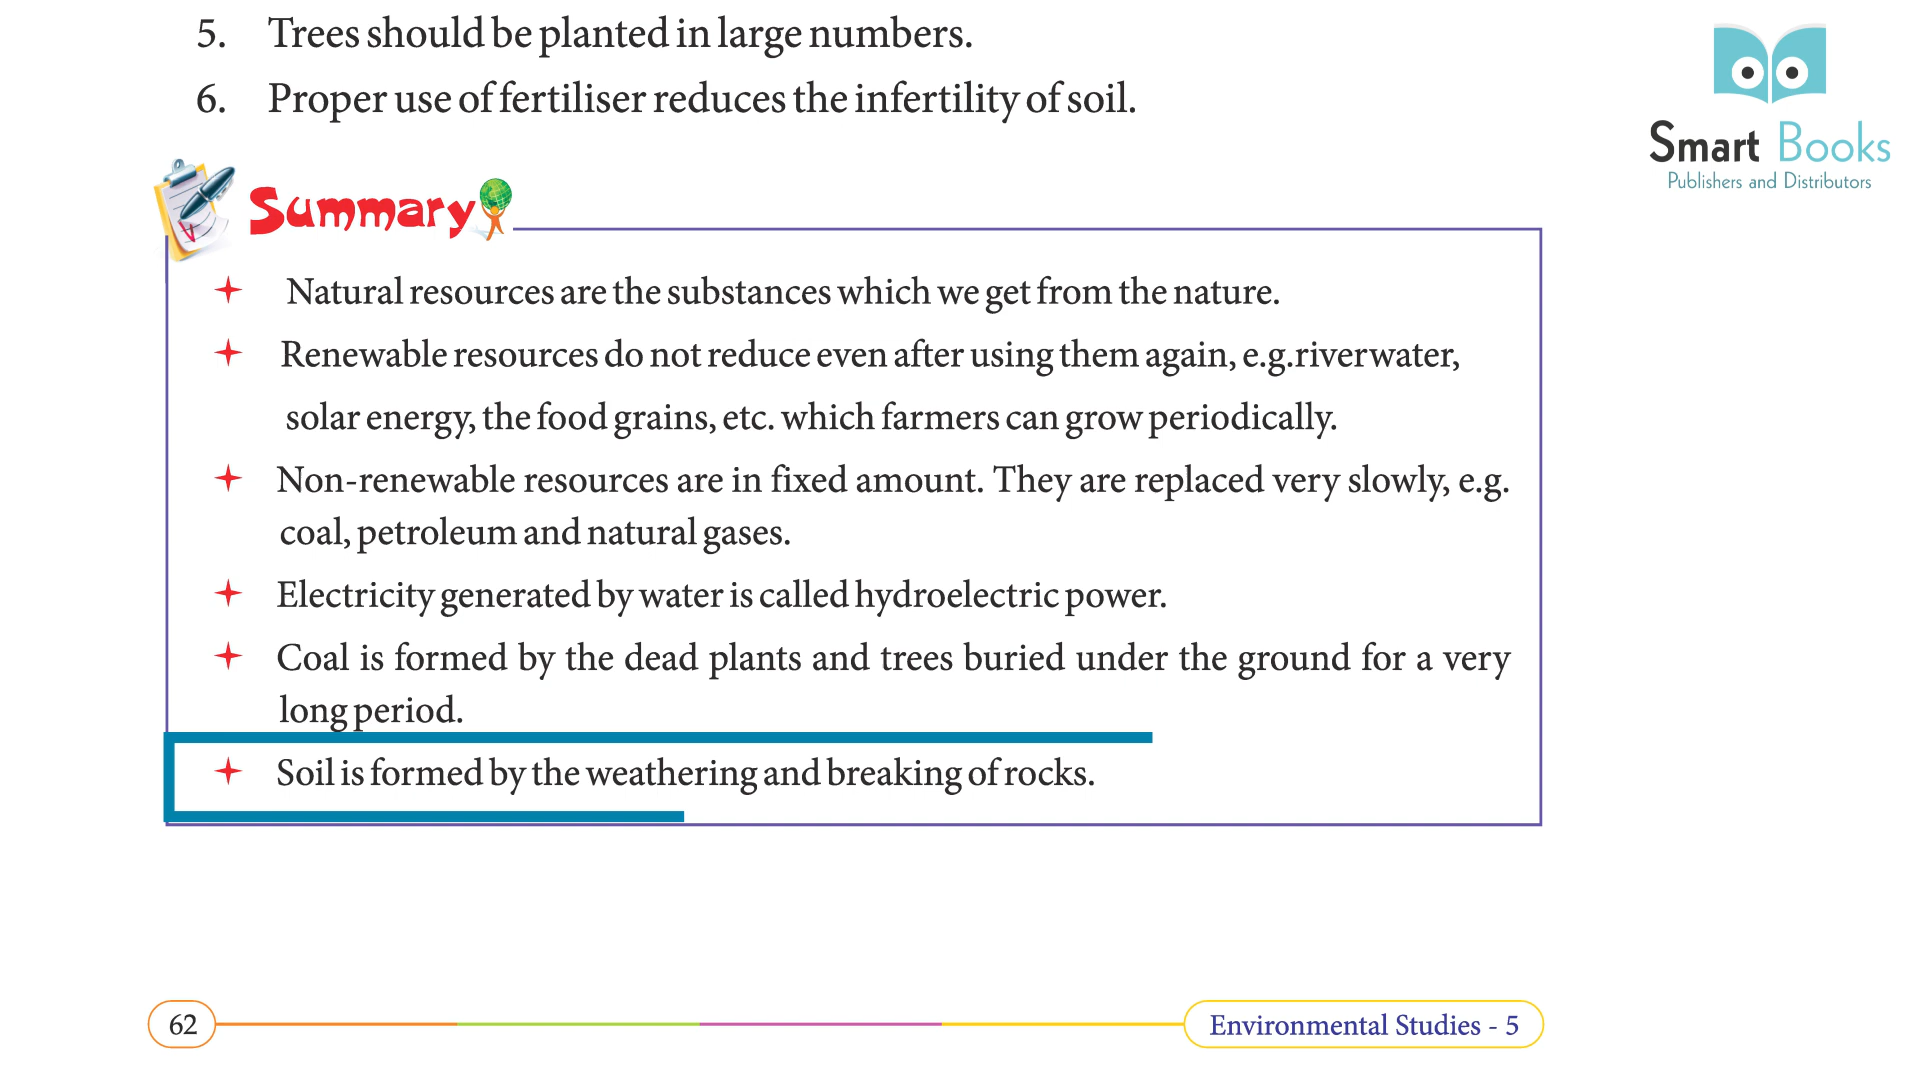 5. Trees should be planted in large numbers.
6. Proper use of fertiliser reduces the infertility of soil.
Smart Books
Publishers and Distributors
Summary
Natural resources are the substances which we get from the nature.
Renewable resources do not reduce even after using them again, e.g.riverwater,
solar energy, the food grains, etc. which farmers can grow periodically.
Non-renewable resources are in fixed amount. They are replaced very slowly, e.g.
coal, petroleum and natural gases.
Electricity generated by water is called hydroelectric power.
Coal is formed by the dead plants and trees buried under the ground for a very
long period.
Soil is formed by the weathering and breaking of rocks.
62
Environmental Studies - 5